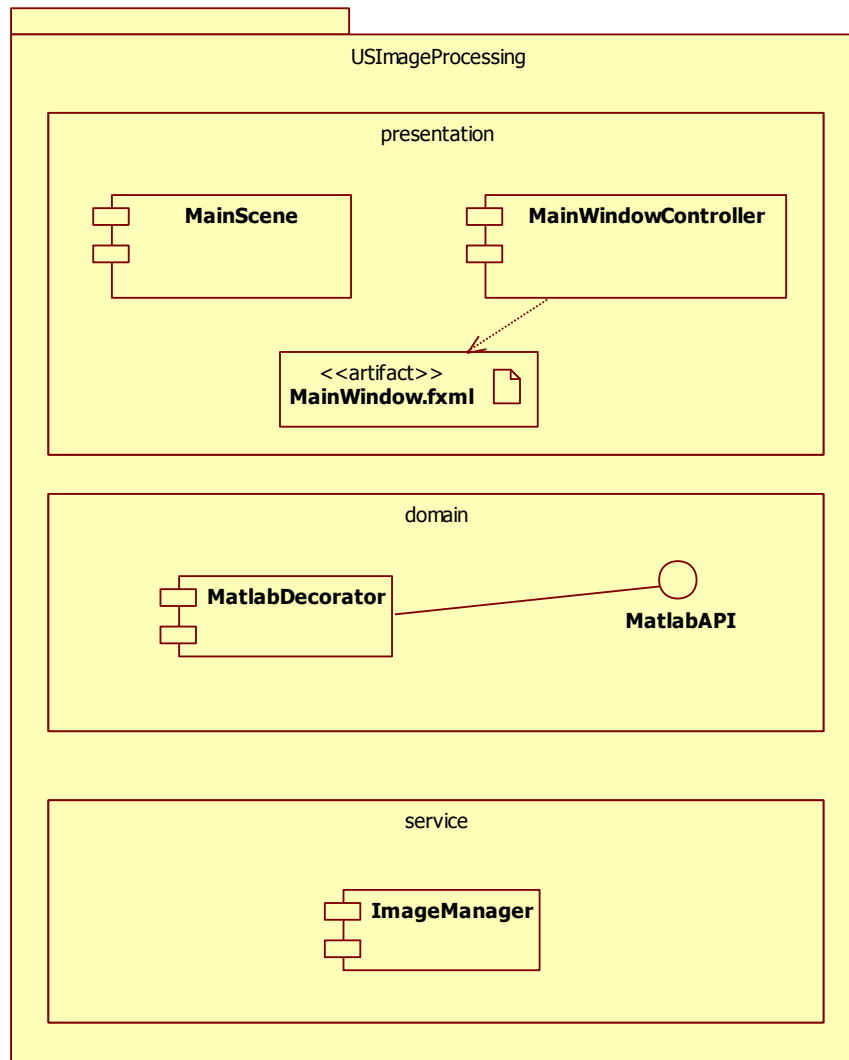 USImageProcessing
presentation
MainScene
MainWindowController
<<artifact>>
MainWindow.fxml
domain
MatlabDecorator
MatlabAPI
service
ImageManager